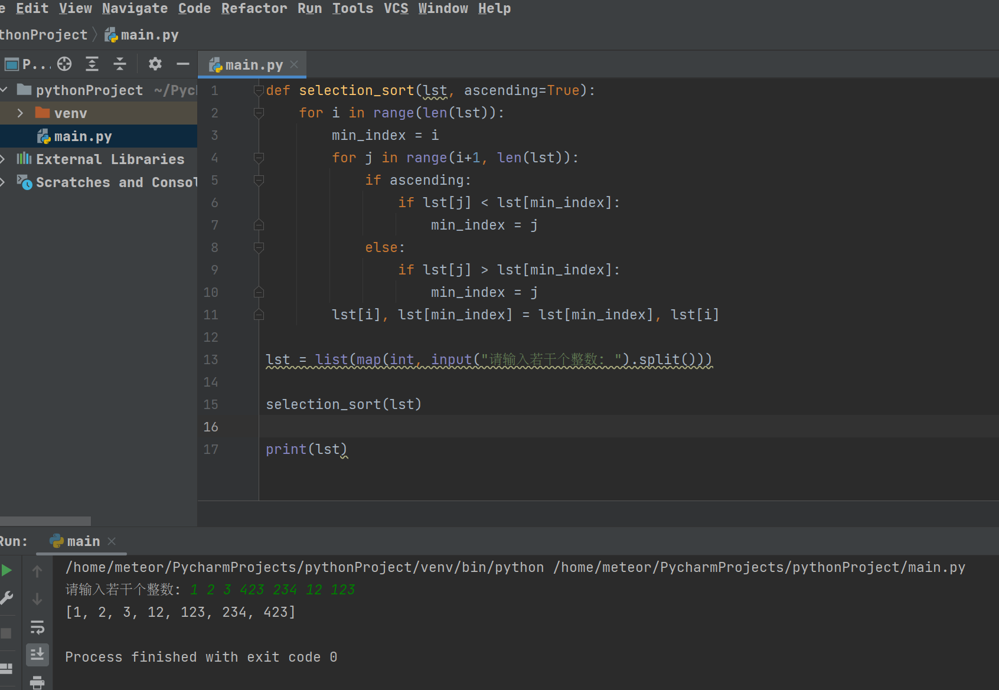 e Edit View Navigate Code Refactor Run Tools VCS Window Help
thonProject main.py
P... main.py
pythonProject ~/Pych
venv
main.py
External Libraries
Scratches and Consol
1 def selection_sort(lst, ascending=True):
2     for i in range(len(lst)):
3         min_index = i
4         for j in range(i+1, len(lst)):
5             if ascending:
6                 if lst[j] < lst[min_index]:
7                     min_index = j
8             else:
9                 if lst[j] > lst[min_index]:
10                     min_index = j
11         lst[i], lst[min_index] = lst[min_index], lst[i]
12
13 lst = list(map(int, input("请输入若干个整数: ").split()))
14
15 selection_sort(lst)
16
17 print(lst)
Run: main
/home/meteor/PycharmProjects/pythonProject/venv/bin/python /home/meteor/PycharmProjects/pythonProject/main.py
请输入若干个整数: 1 2 3 423 234 12 123
[1, 2, 3, 12, 123, 234, 423]
Process finished with exit code 0